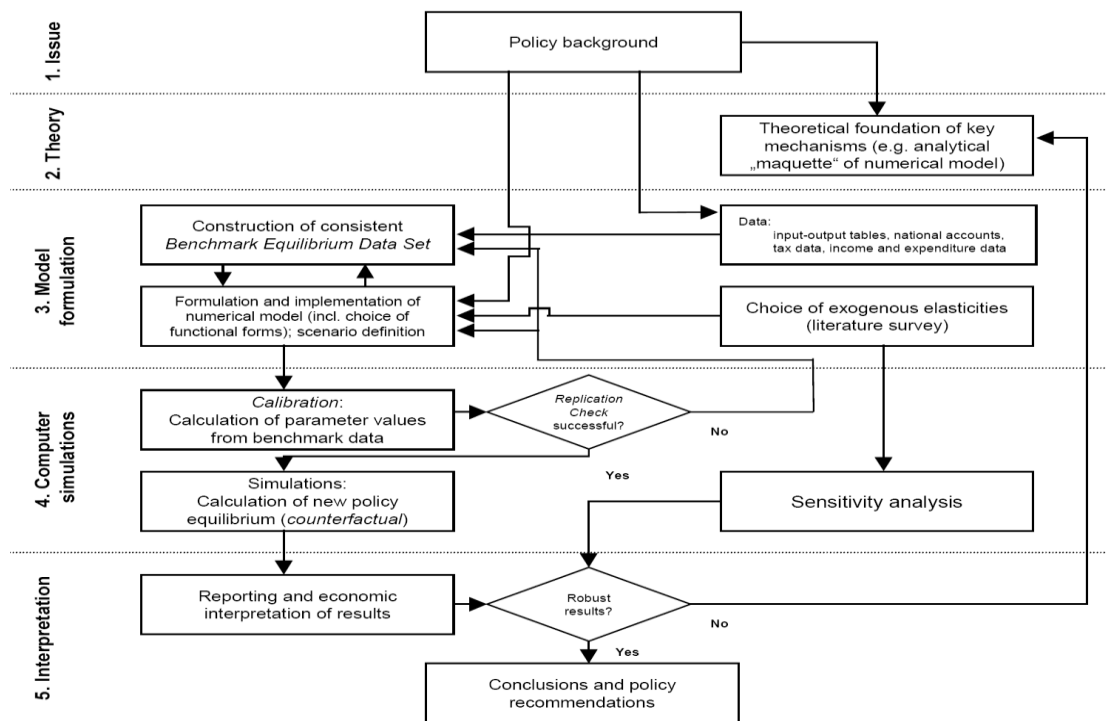 1. Issue
Policy background
2. Theory
Theoretical foundation of key
mechanisms (e.g. analytical
„maquette“ of numerical model)
3. Model
formulation
Construction of consistent
Benchmark Equilibrium Data Set
Data:
input-output tables, national accounts,
tax data, income and expenditure data
Formulation and implementation of
numerical model (incl. choice of
functional forms); scenario definition
Choice of exogenous elasticities
(literature survey)
4. Computer
simulations
Calibration:
Calculation of parameter values
from benchmark data
Replication
Check
successful?
No
Yes
Simulations:
Calculation of new policy
equilibrium (counterfactual)
Sensitivity analysis
5. Interpretation
Reporting and economic
interpretation of results
Robust
results?
No
Yes
Conclusions and policy
recommendations